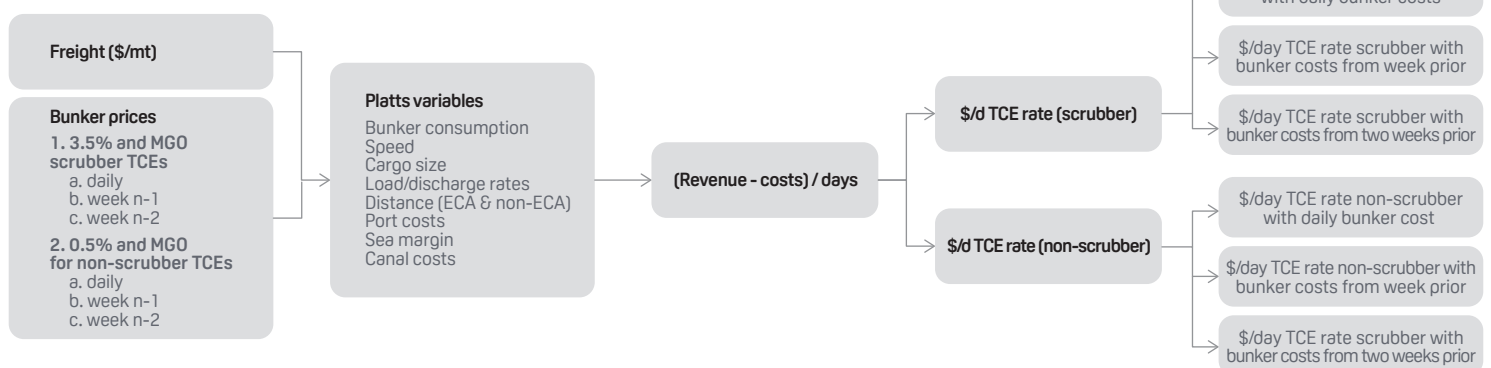 Freight ($/mt)
Bunker prices
1. 3.5% and MGO
scrubber TCEs
a. daily
b. week n-1
c. week n-2
2. 0.5% and MGO
for non-scrubber TCEs
a. daily
b. week n-1
c. week n-2
Platts variables
Bunker consumption
Speed
Cargo size
Load/discharge rates
Distance (ECA & non-ECA)
Port costs
Sea margin
Canal costs
(Revenue - costs) / days
$/d TCE rate (scrubber)
$/d TCE rate (non-scrubber)
with daily bunker costs
$/day TCE rate scrubber with
bunker costs from week prior
$/day TCE rate scrubber with
bunker costs from two weeks prior
$/day TCE rate non-scrubber
with daily bunker cost
$/day TCE rate non-scrubber with
bunker costs from week prior
$/day TCE rate scrubber with
bunker costs from two weeks prior